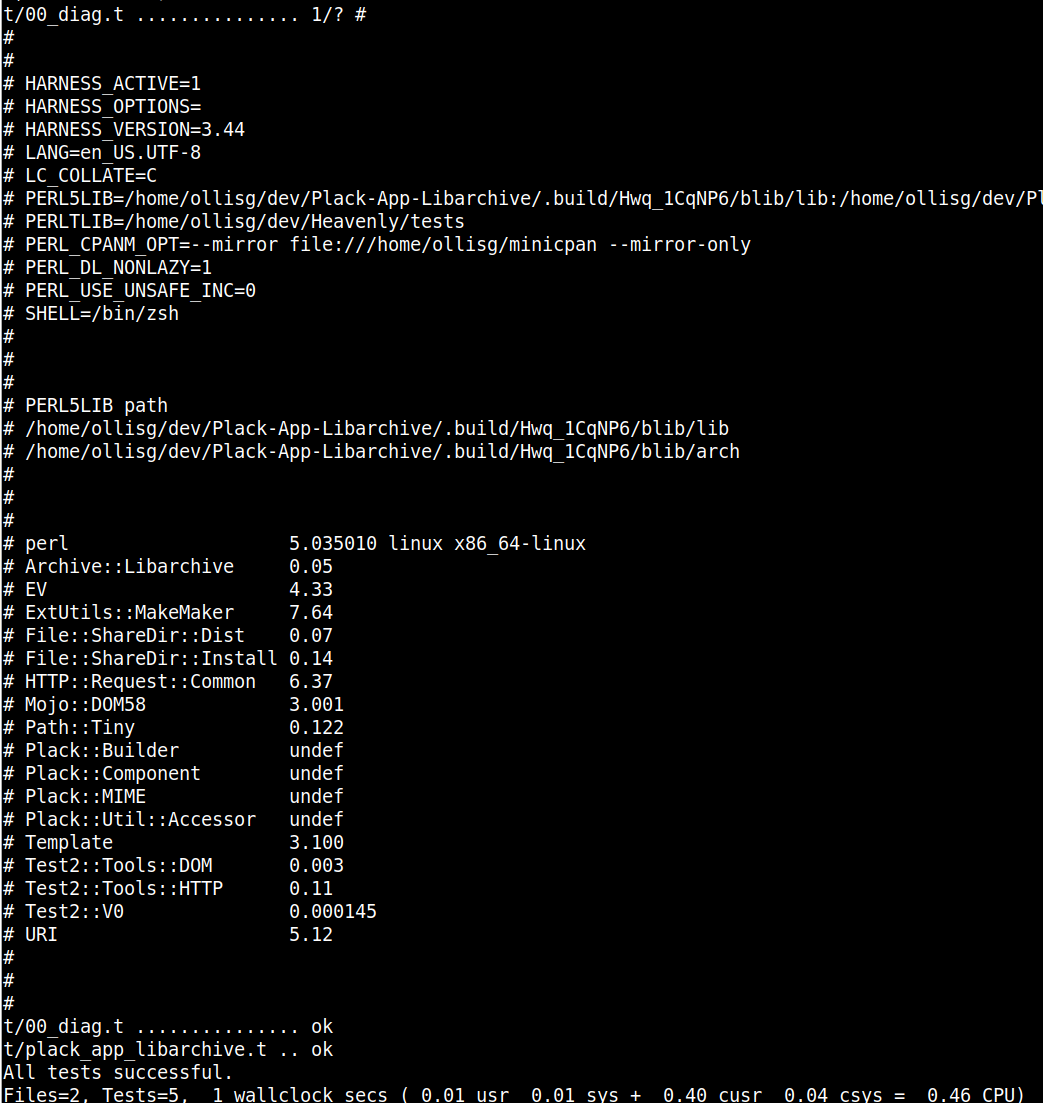 t/00_diag.t ............... 1/? #
#
#
# HARNESS_ACTIVE=1
# HARNESS_OPTIONS=
# HARNESS_VERSION=3.44
# LANG=en_US.UTF-8
# LC_COLLATE=C
# PERL5LIB=/home/ollisg/dev/Plack-App-Libarchive/.build/Hwq_1CqNP6/blib/lib:/home/ollisg/dev/Pl
# PERLTLIB=/home/ollisg/dev/Heavenly/tests
# PERL_CPANM_OPT=--mirror file:///home/ollisg/minicpan --mirror-only
# PERL_DL_NONLAZY=1
# PERL_USE_UNSAFE_INC=0
# SHELL=/bin/zsh
#
#
#
# PERL5LIB path
# /home/ollisg/dev/Plack-App-Libarchive/.build/Hwq_1CqNP6/blib/lib
# /home/ollisg/dev/Plack-App-Libarchive/.build/Hwq_1CqNP6/blib/arch
#
#
#
# perl                    5.035010 linux x86_64-linux
# Archive::Libarchive     0.05
# EV                      4.33
# ExtUtils::MakeMaker     7.64
# File::ShareDir::Dist    0.07
# File::ShareDir::Install 0.14
# HTTP::Request::Common   6.37
# Mojo::DOM58             3.001
# Path::Tiny              0.122
# Plack::Builder          undef
# Plack::Component        undef
# Plack::MIME             undef
# Plack::Util::Accessor   undef
# Template                3.100
# Test2::Tools::DOM       0.003
# Test2::Tools::HTTP      0.11
# Test2::V0               0.000145
# URI                     5.12
#
#
#
t/00_diag.t ............... ok
t/plack_app_libarchive.t .. ok
All tests successful.
Files=2, Tests=5,  1 wallclock secs ( 0.01 usr  0.01 sys +  0.40 cusr  0.04 csys =  0.46 CPU)